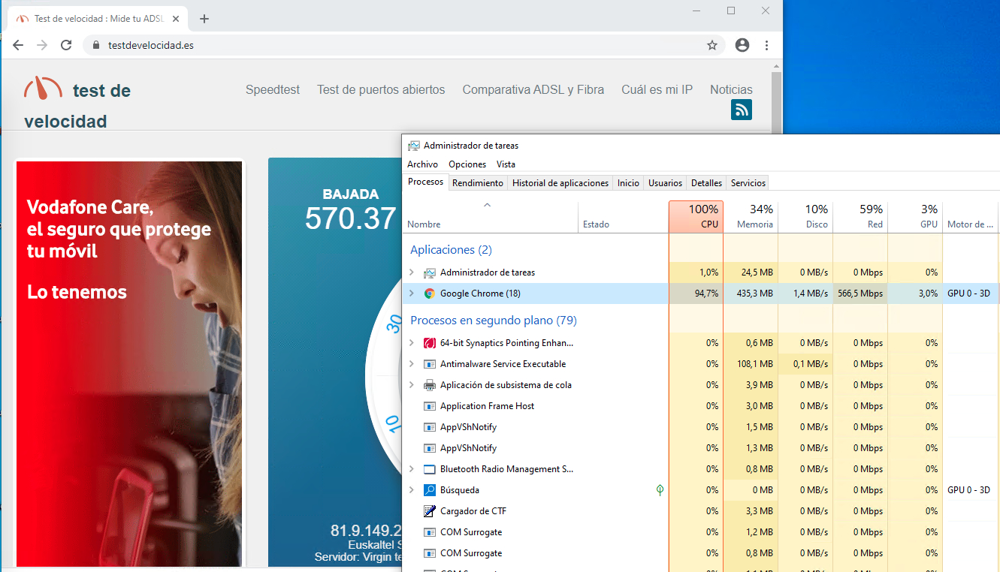 Test de velocidad : Mide tu ADSL
testdevelocidad.es
test de
velocidad
Speedtest Test de puertos abiertos Comparativa ADSL y Fibra Cuál es mi IP Noticias
Vodafone Care,
el seguro que protege
tu móvil
Lo tenemos
BAJADA
570.37
30
10
81.9.149.2
Euskaltel S
Servidor: Virgin te
Administrador de tareas
Archivo Opciones Vista
Procesos Rendimiento Historial de aplicaciones Inicio Usuarios Detalles Servicios
100% 34% 10% 59% 3%
Nombre Estado CPU Memoria Disco Red GPU Motor de ...
Aplicaciones (2)
Administrador de tareas 1,0% 24,5 MB 0 MB/s 0 Mbps 0%
Google Chrome (18) 94,7% 435,3 MB 1,4 MB/s 566,5 Mbps 3,0% GPU 0 - 3D
Procesos en segundo plano (79)
64-bit Synaptics Pointing Enhan... 0% 0,6 MB 0 MB/s 0 Mbps 0%
Antimalware Service Executable 0% 108,1 MB 0,1 MB/s 0 Mbps 0%
Aplicación de subsistema de cola 0% 3,9 MB 0 MB/s 0 Mbps 0%
Application Frame Host 0% 3,0 MB 0 MB/s 0 Mbps 0%
AppVShNotify 0% 1,5 MB 0 MB/s 0 Mbps 0%
AppVShNotify 0% 1,3 MB 0 MB/s 0 Mbps 0%
Bluetooth Radio Management S... 0% 0,8 MB 0 MB/s 0 Mbps 0%
Búsqueda 0% 0 MB 0 MB/s 0 Mbps 0% GPU 0 - 3D
Cargador de CTF 0% 3,3 MB 0 MB/s 0 Mbps 0%
COM Surrogate 0% 1,2 MB 0 MB/s 0 Mbps 0%
COM Surrogate 0% 0,8 MB 0 MB/s 0 Mbps 0%